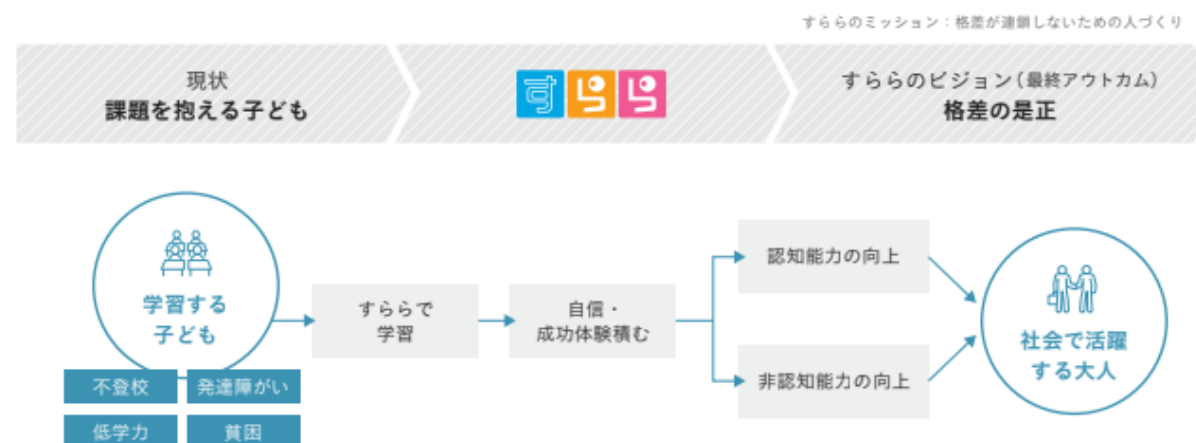 すららのミッション：格差が連鎖しないための人づくり
現状
課題を抱える子ども
すらら
すららのビジョン（最終アウトカム）
格差の是正
学習する
子ども
不登校
発達障がい
低学力
貧困
すららで
学習
自信・
成功体験積む
認知能力の向上
非認知能力の向上
社会で活躍
する大人